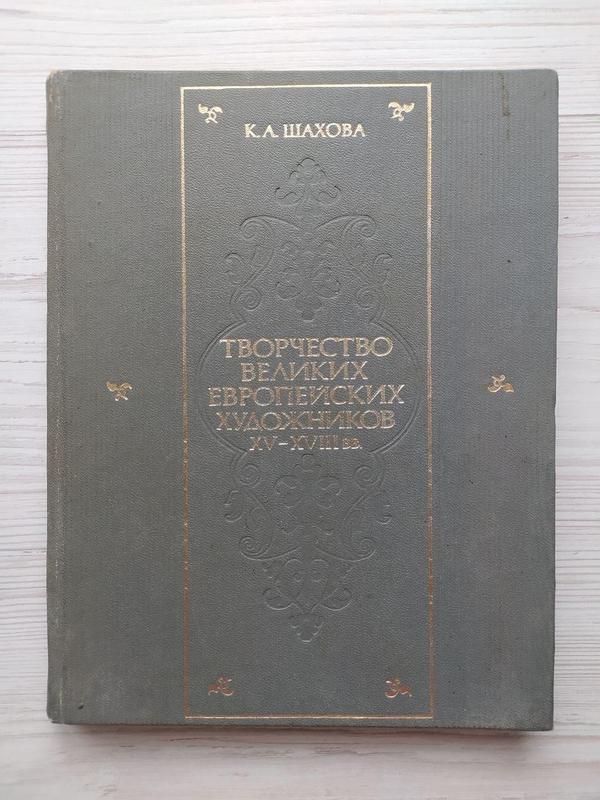 К. А. ШАХОВА
ТВОРЧЕСТВО
ВЕЛИКИХ
ЕВРОПЕЙСКИХ
ХУДОЖНИКОВ
XV–XVIII вв.